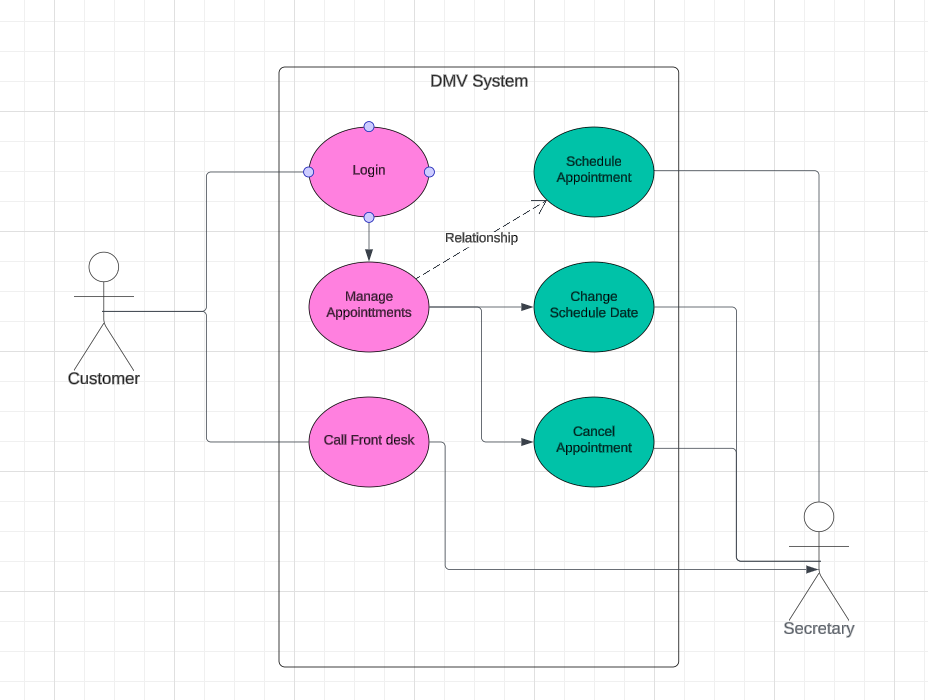 DMV System
Login
Schedule
Appointment
Relationship
Manage
Appointtments
Change
Schedule Date
Customer
Call Front desk
Cancel
Appointment
Secretary